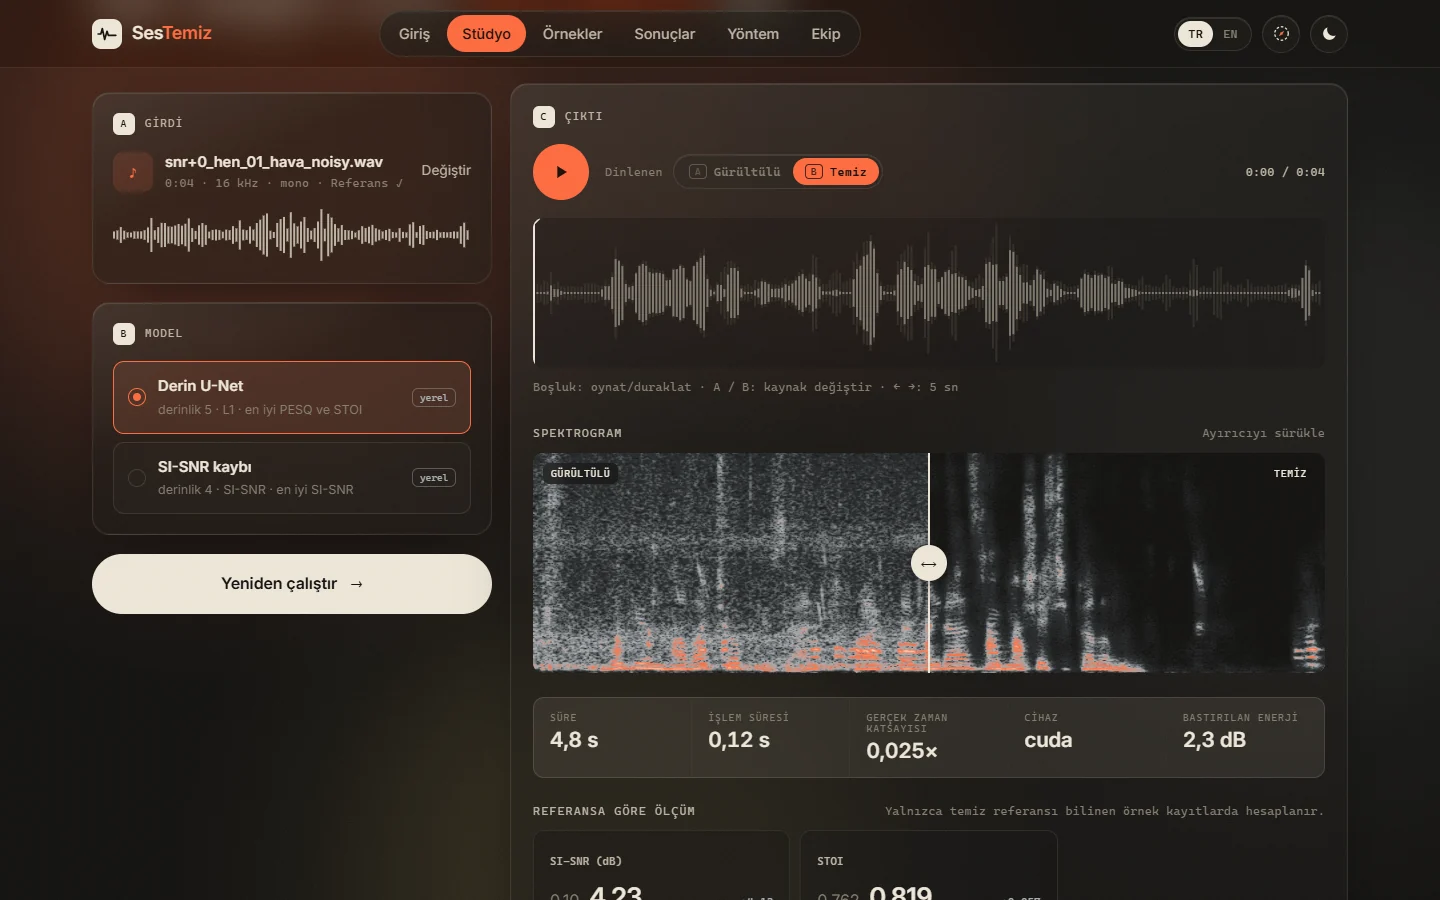 SesTemiz
Giriş
Stüdyo
Örnekler
Sonuçlar
Yöntem
Ekip
TR
EN
A GİRDİ
snr+0_hen_01_hava_noisy.wav
0:04 · 16 kHz · mono · Referans ✓
Değiştir
B MODEL
Derin U-Net
derinlik 5 · L1 · en iyi PESQ ve STOI
yerel
SI-SNR kaybı
derinlik 4 · SI-SNR · en iyi SI-SNR
yerel
Yeniden çalıştır →
C ÇIKTI
Dinlenen
A Gürültülü
B Temiz
0:00 / 0:04
Boşluk: oynat/duraklat · A / B: kaynak değiştir · ← →: 5 sn
SPEKTROGRAM
Ayırıcıyı sürükle
GÜRÜLTÜLÜ
TEMİZ
SÜRE
4,8 s
İŞLEM SÜRESİ
0,12 s
GERÇEK ZAMAN
KATSAYISI
0,025×
CİHAZ
cuda
BASTIRILAN ENERJİ
2,3 dB
REFERANSA GÖRE ÖLÇÜM
Yalnızca temiz referansı bilinen örnek kayıtlarda hesaplanır.
SI-SNR (dB)
4,23
STOI
0,819